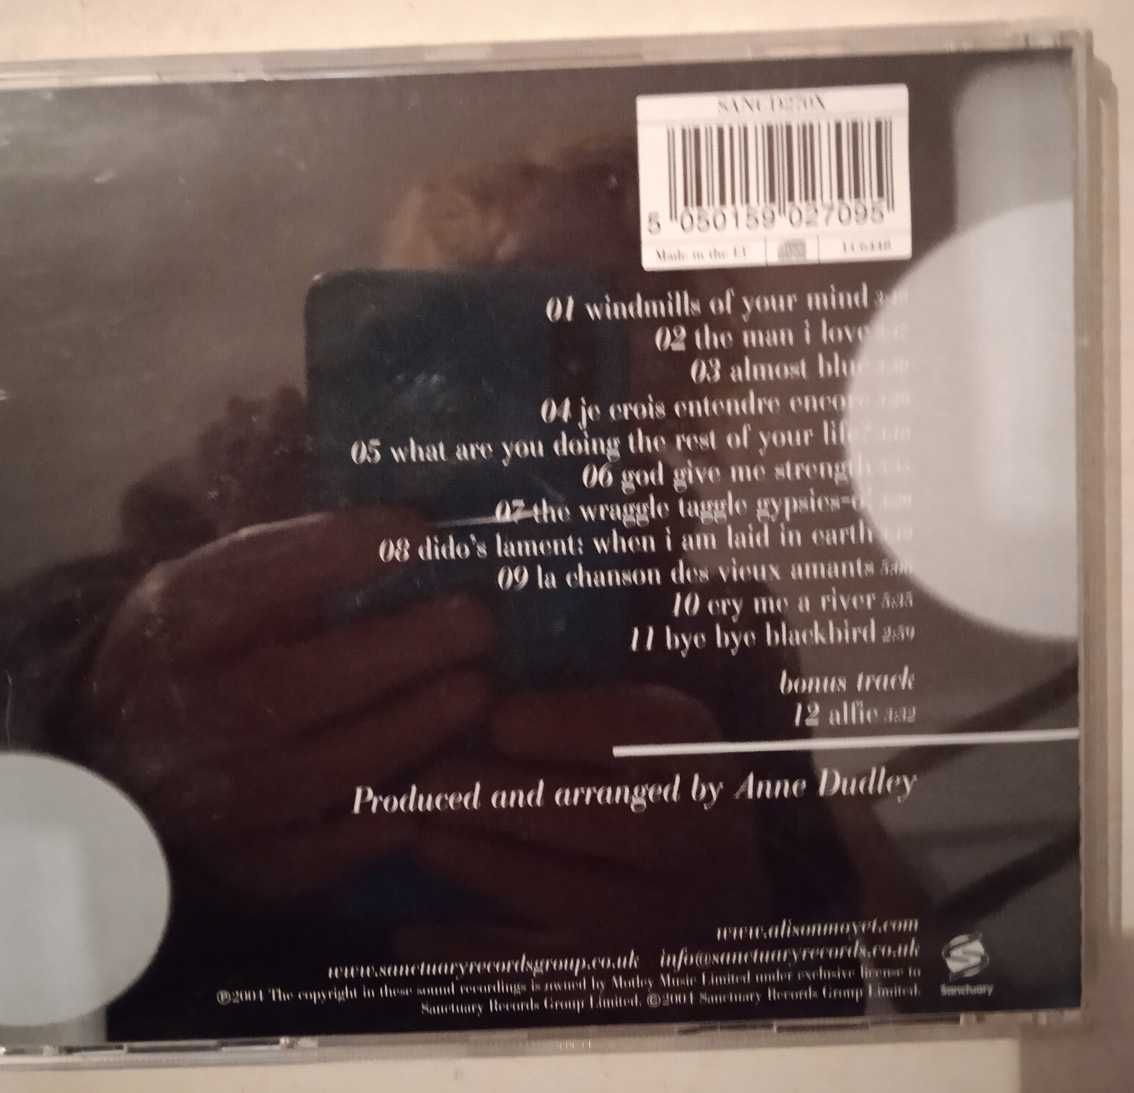 SANCD270X
5 050159 027095
Made in the EU
01 windmills of your mind
02 the man i love
03 almost blue
04 je crois entendre encore
05 what are you doing the rest of your life?
06 god give me strength
07 the wraggle taggle gypsies-o!
08 dido's lament: when i am laid in earth
09 la chanson des vieux amants 5:06
10 cry me a river 5:35
11 bye bye blackbird 2:59
bonus track
12 alfie 3:32
Produced and arranged by Anne Dudley
www.alisonmoyet.com
www.sanctuaryrecordsgroup.co.uk info@sanctuaryrecords.co.uk
℗2004 The copyright in these sound recordings is owned by Motley Music Limited under exclusive license to
Sanctuary Records Group Limited. ©2004 Sanctuary Records Group Limited.
Sanctuary